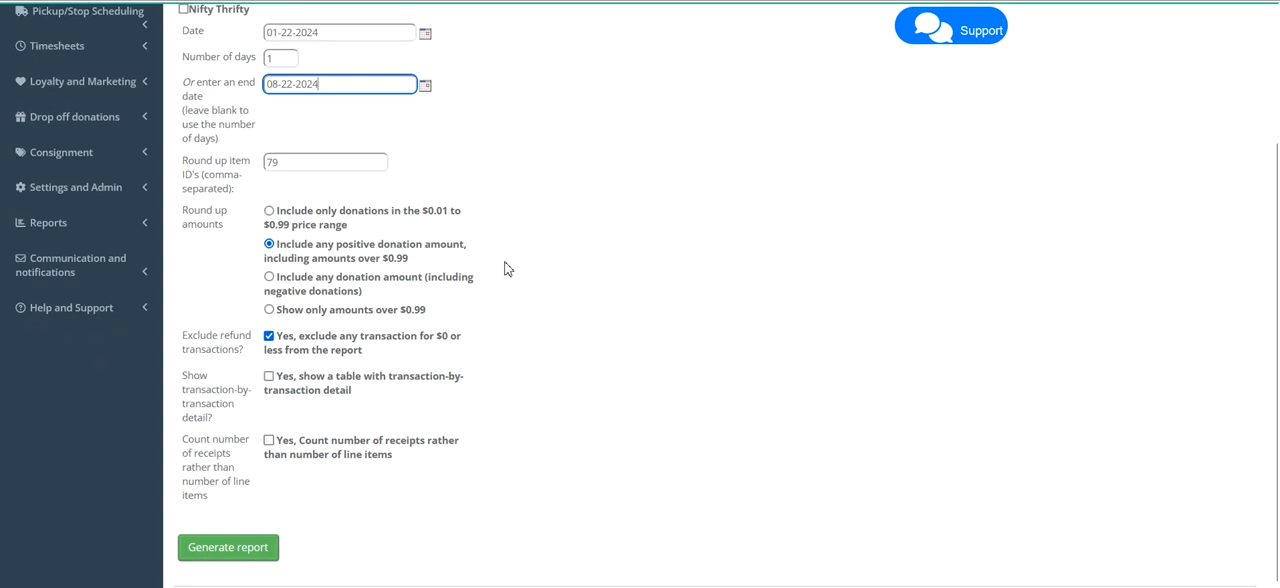 Pickup/Stop Scheduling
Timesheets
Loyalty and Marketing
Drop off donations
Consignment
Settings and Admin
Reports
Communication and
notifications
Help and Support
Nifty Thrifty
Date 01-22-2024
Number of days 1
Or enter an end 08-22-2024
date
(leave blank to
use the number
of days)
Round up item 79
ID's (comma-
separated):
Round up
amounts
Include only donations in the $0.01 to
$0.99 price range
Include any positive donation amount,
including amounts over $0.99
Include any donation amount (including
negative donations)
Show only amounts over $0.99
Exclude refund
transactions?
Yes, exclude any transaction for $0 or
less from the report
Show
transaction-by-
transaction
detail?
Yes, show a table with transaction-by-
transaction detail
Count number
of receipts
rather than
number of line
items
Yes, Count number of receipts rather
than number of line items
Generate report
Support